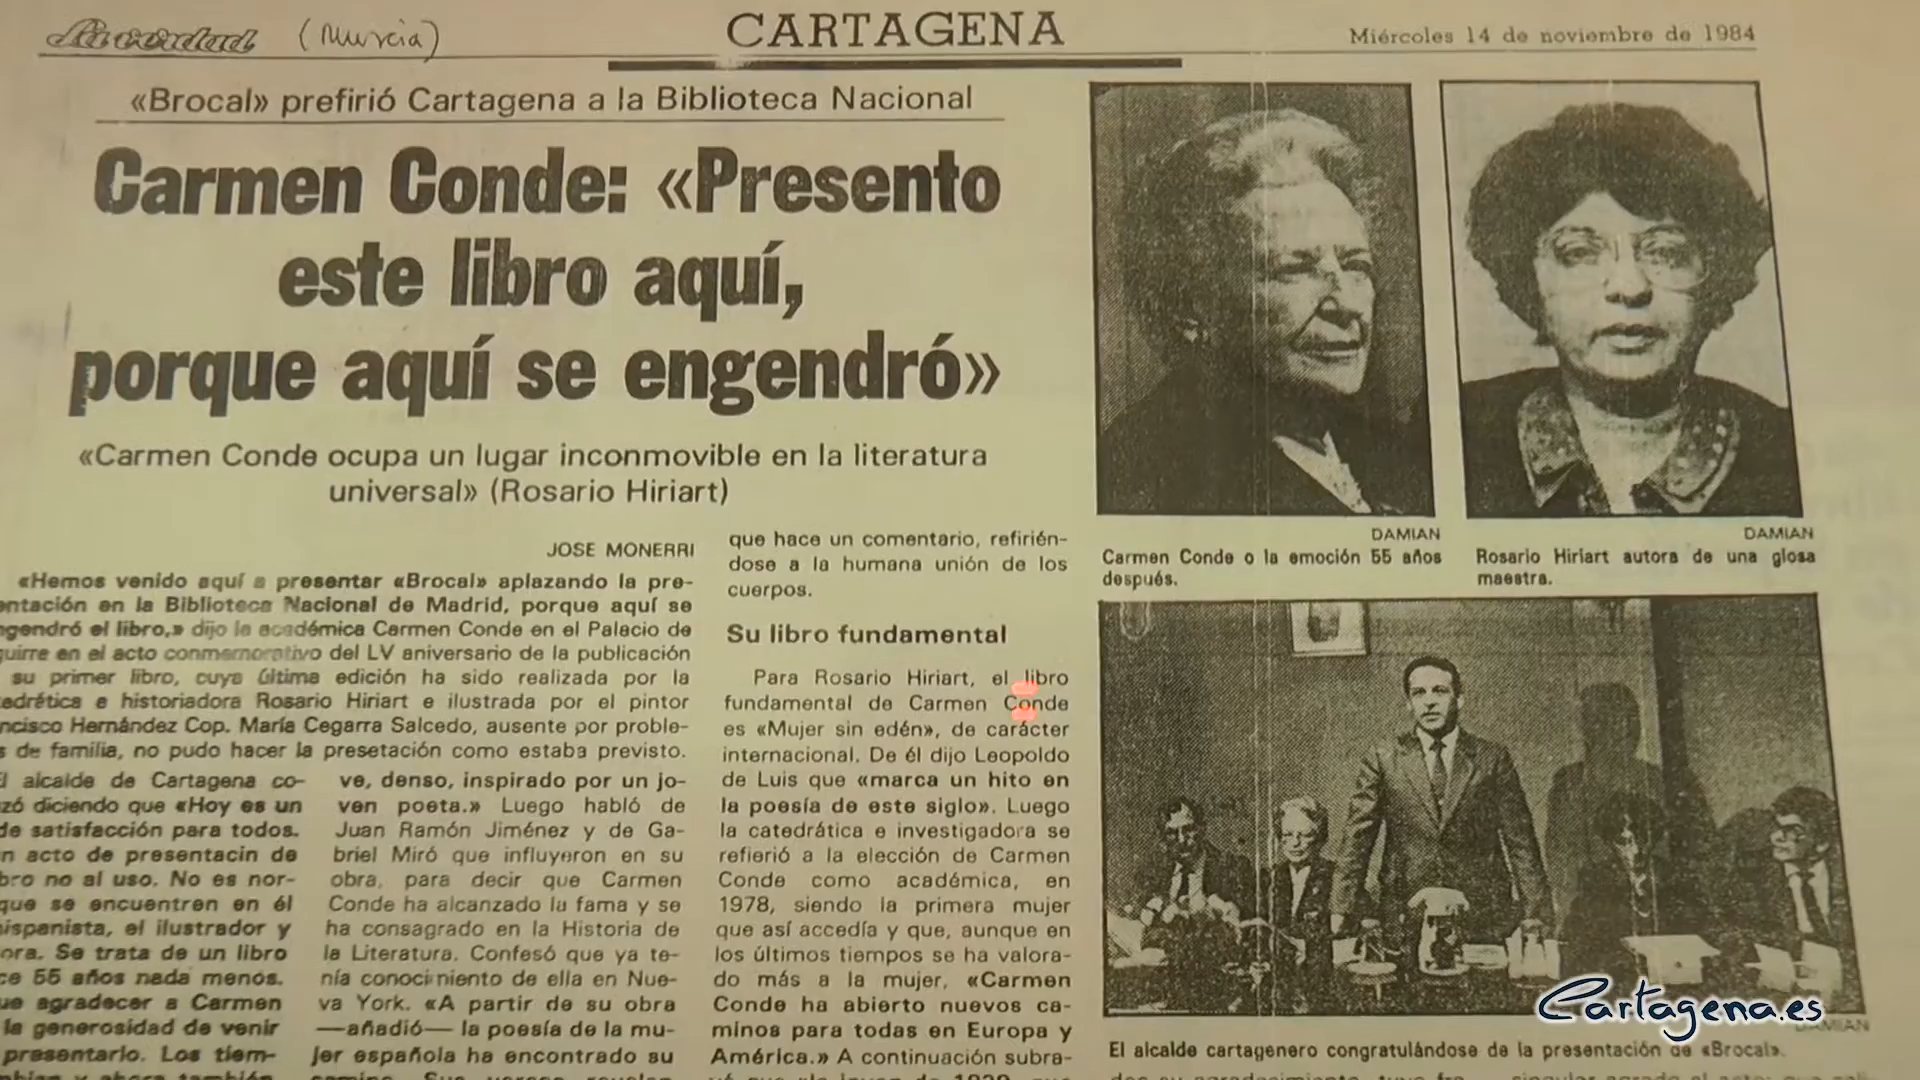 La verdad (Murcia)
CARTAGENA
Miércoles 14 de noviembre de 1984
«Brocal» prefirió Cartagena a la Biblioteca Nacional
Carmen Conde: «Presento
este libro aquí,
porque aquí se engendró»
«Carmen Conde ocupa un lugar inconmovible en la literatura
universal» (Rosario Hiriart)
JOSE MONERRI
«Hemos venido aquí a presentar «Brocal» aplazando la pre-
entación en la Biblioteca Nacional de Madrid, porque aquí se
ngendró el libro,» dijo la académica Carmen Conde en el Palacio de
guirre en el acto conmemorativo del LV aniversario de la publicación
su primer libro, cuya última edición ha sido realizada por la
edrática e historiadora Rosario Hiriart e ilustrada por el pintor
ncisco Hernández Cop. María Cegarra Salcedo, ausente por proble-
s de familia, no pudo hacer la presetación como estaba previsto.
l alcalde de Cartagena co-
zó diciendo que «Hoy es un
de satisfacción para todos.
n acto de presentacin de
bro no al uso. No es nor-
que se encuentren en él
hispanista, el ilustrador y
ora. Se trata de un libro
ce 55 años nada menos.
ue agradecer a Carmen
la generosidad de venir
presentarlo. Los tiem-
ve, denso, inspirado por un jo-
ven poeta.» Luego habló de
Juan Ramón Jiménez y de Ga-
briel Miró que influyeron en su
obra, para decir que Carmen
Conde ha alcanzado la fama y se
ha consagrado en la Historia de
la Literatura. Confesó que ya te-
nía conocimiento de ella en Nue-
va York. «A partir de su obra
—añadió— la poesía de la mu-
jer española ha encontrado su
que hace un comentario, refirién-
dose a la humana unión de los
cuerpos.
Su libro fundamental
Para Rosario Hiriart, el libro
fundamental de Carmen Conde
es «Mujer sin edén», de carácter
internacional. De él dijo Leopoldo
de Luis que «marca un hito en
la poesía de este siglo». Luego
la catedrática e investigadora se
refierió a la elección de Carmen
Conde como académica, en
1978, siendo la primera mujer
que así accedía y que, aunque en
los últimos tiempos se ha valora-
do más a la mujer, «Carmen
Conde ha abierto nuevos ca-
minos para todas en Europa y
América.» A continuación subra-
DAMIAN
Carmen Conde o la emoción 55 años
después.
DAMIAN
Rosario Hiriart autora de una glosa
maestra.
Cartagena.es
DAMIAN
El alcalde cartagenero congratulándose de la presentación de «Brocal».